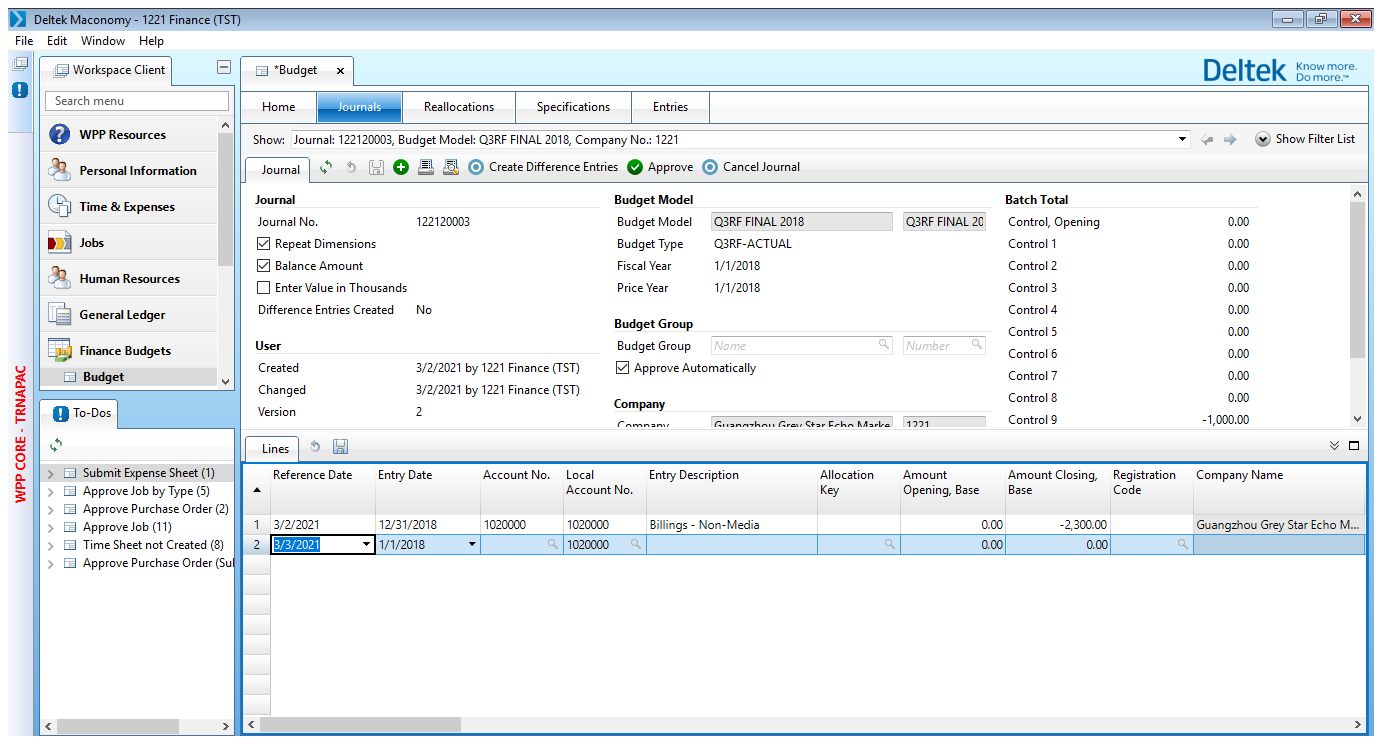 Deltek Maconomy - 1221 Finance (TST)
File Edit Window Help
Workspace Client
*Budget
Deltek Know more. Do more.™
Search menu
Home Journals Reallocations Specifications Entries
WPP Resources
Personal Information
Time & Expenses
Jobs
Human Resources
General Ledger
Finance Budgets
Budget
Show: Journal: 122120003, Budget Model: Q3RF FINAL 2018, Company No.: 1221 Show Filter List
Journal Create Difference Entries Approve Cancel Journal
Journal
Journal No. 122120003
Repeat Dimensions
Balance Amount
Enter Value in Thousands
Difference Entries Created No
User
Created 3/2/2021 by 1221 Finance (TST)
Changed 3/2/2021 by 1221 Finance (TST)
Version 2
Budget Model
Budget Model Q3RF FINAL 2018 Q3RF FINAL 20
Budget Type Q3RF-ACTUAL
Fiscal Year 1/1/2018
Price Year 1/1/2018
Budget Group
Budget Group Name Number
Approve Automatically
Company
Company Guangzhou Grey Star Echo Marke 1221
Batch Total
Control, Opening 0.00
Control 1 0.00
Control 2 0.00
Control 3 0.00
Control 4 0.00
Control 5 0.00
Control 6 0.00
Control 7 0.00
Control 8 0.00
Control 9 -1,000.00
WPP CORE - TRNAPAC
To-Dos
Submit Expense Sheet (1)
Approve Job by Type (5)
Approve Purchase Order (2)
Approve Job (11)
Time Sheet not Created (8)
Approve Purchase Order (Su
Lines
Reference Date Entry Date Account No. Local Account No. Entry Description Allocation Key Amount Opening, Base Amount Closing, Base Registration Code Company Name
1 3/2/2021 12/31/2018 1020000 1020000 Billings - Non-Media 0.00 -2,300.00 Guangzhou Grey Star Echo M...
2 3/3/2021 1/1/2018 1020000 0.00 0.00